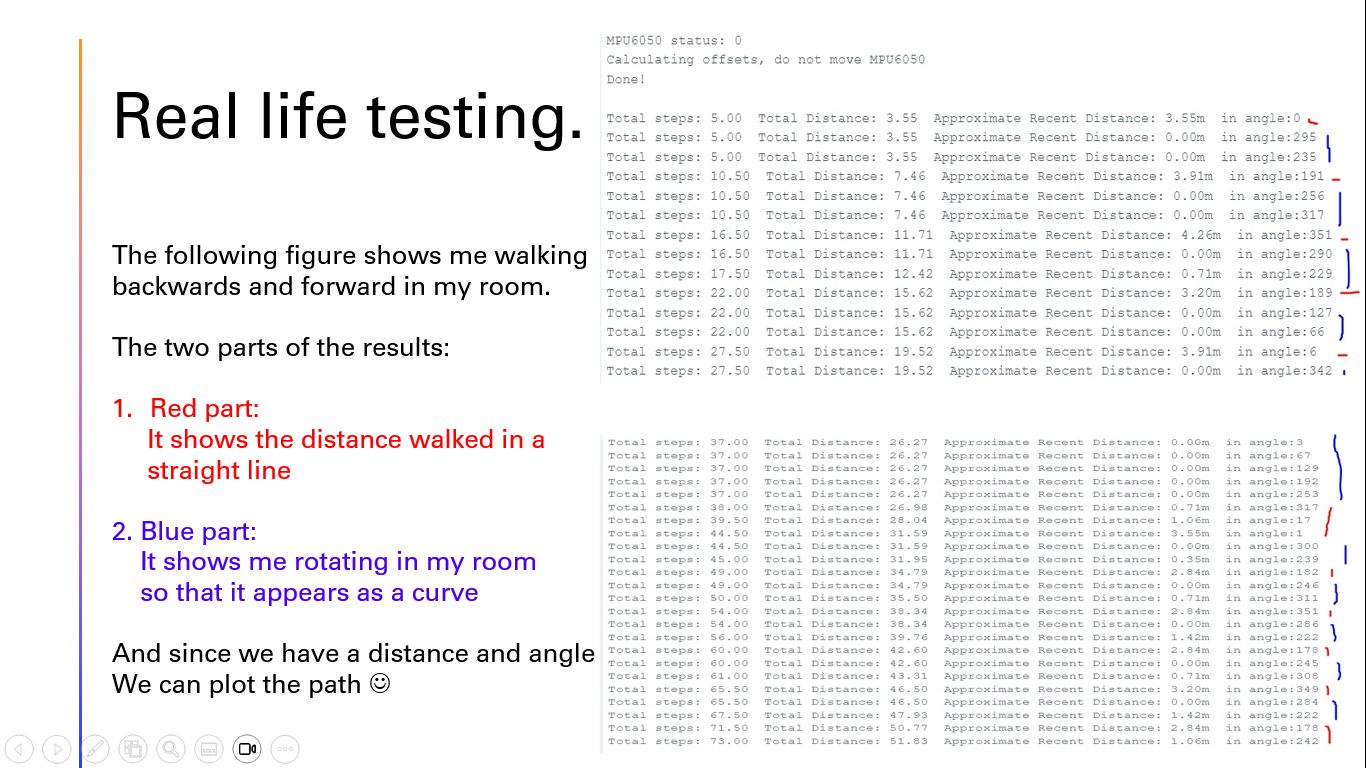 Real life testing.
The following figure shows me walking
backwards and forward in my room.
The two parts of the results:
1. Red part:
It shows the distance walked in a
straight line
2. Blue part:
It shows me rotating in my room
so that it appears as a curve
And since we have a distance and angle
We can plot the path ☺
MPU6050 status: 0
Calculating offsets, do not move MPU6050
Done!
Total steps: 5.00 Total Distance: 3.55 Approximate Recent Distance: 3.55m in angle:0
Total steps: 5.00 Total Distance: 3.55 Approximate Recent Distance: 0.00m in angle:295
Total steps: 5.00 Total Distance: 3.55 Approximate Recent Distance: 0.00m in angle:235
Total steps: 10.50 Total Distance: 7.46 Approximate Recent Distance: 3.91m in angle:191
Total steps: 10.50 Total Distance: 7.46 Approximate Recent Distance: 0.00m in angle:256
Total steps: 10.50 Total Distance: 7.46 Approximate Recent Distance: 0.00m in angle:317
Total steps: 16.50 Total Distance: 11.71 Approximate Recent Distance: 4.26m in angle:351
Total steps: 16.50 Total Distance: 11.71 Approximate Recent Distance: 0.00m in angle:290
Total steps: 17.50 Total Distance: 12.42 Approximate Recent Distance: 0.71m in angle:229
Total steps: 22.00 Total Distance: 15.62 Approximate Recent Distance: 3.20m in angle:189
Total steps: 22.00 Total Distance: 15.62 Approximate Recent Distance: 0.00m in angle:127
Total steps: 22.00 Total Distance: 15.62 Approximate Recent Distance: 0.00m in angle:66
Total steps: 27.50 Total Distance: 19.52 Approximate Recent Distance: 3.91m in angle:6
Total steps: 27.50 Total Distance: 19.52 Approximate Recent Distance: 0.00m in angle:342
Total steps: 37.00 Total Distance: 26.27 Approximate Recent Distance: 0.00m in angle:3
Total steps: 37.00 Total Distance: 26.27 Approximate Recent Distance: 0.00m in angle:67
Total steps: 37.00 Total Distance: 26.27 Approximate Recent Distance: 0.00m in angle:129
Total steps: 37.00 Total Distance: 26.27 Approximate Recent Distance: 0.00m in angle:192
Total steps: 37.00 Total Distance: 26.27 Approximate Recent Distance: 0.00m in angle:253
Total steps: 38.00 Total Distance: 26.98 Approximate Recent Distance: 0.71m in angle:317
Total steps: 39.50 Total Distance: 28.04 Approximate Recent Distance: 1.06m in angle:17
Total steps: 44.50 Total Distance: 31.59 Approximate Recent Distance: 3.55m in angle:1
Total steps: 44.50 Total Distance: 31.59 Approximate Recent Distance: 0.00m in angle:300
Total steps: 45.00 Total Distance: 31.95 Approximate Recent Distance: 0.35m in angle:239
Total steps: 49.00 Total Distance: 34.79 Approximate Recent Distance: 2.84m in angle:182
Total steps: 49.00 Total Distance: 34.79 Approximate Recent Distance: 0.00m in angle:246
Total steps: 50.00 Total Distance: 35.50 Approximate Recent Distance: 0.71m in angle:311
Total steps: 54.00 Total Distance: 38.34 Approximate Recent Distance: 2.84m in angle:351
Total steps: 54.00 Total Distance: 38.34 Approximate Recent Distance: 0.00m in angle:286
Total steps: 56.00 Total Distance: 39.76 Approximate Recent Distance: 1.42m in angle:222
Total steps: 60.00 Total Distance: 42.60 Approximate Recent Distance: 2.84m in angle:178
Total steps: 60.00 Total Distance: 42.60 Approximate Recent Distance: 0.00m in angle:245
Total steps: 61.00 Total Distance: 43.31 Approximate Recent Distance: 0.71m in angle:308
Total steps: 65.50 Total Distance: 46.50 Approximate Recent Distance: 3.20m in angle:349
Total steps: 65.50 Total Distance: 46.50 Approximate Recent Distance: 0.00m in angle:284
Total steps: 67.50 Total Distance: 47.93 Approximate Recent Distance: 1.42m in angle:222
Total steps: 71.50 Total Distance: 50.77 Approximate Recent Distance: 2.84m in angle:178
Total steps: 73.00 Total Distance: 51.83 Approximate Recent Distance: 1.06m in angle:242